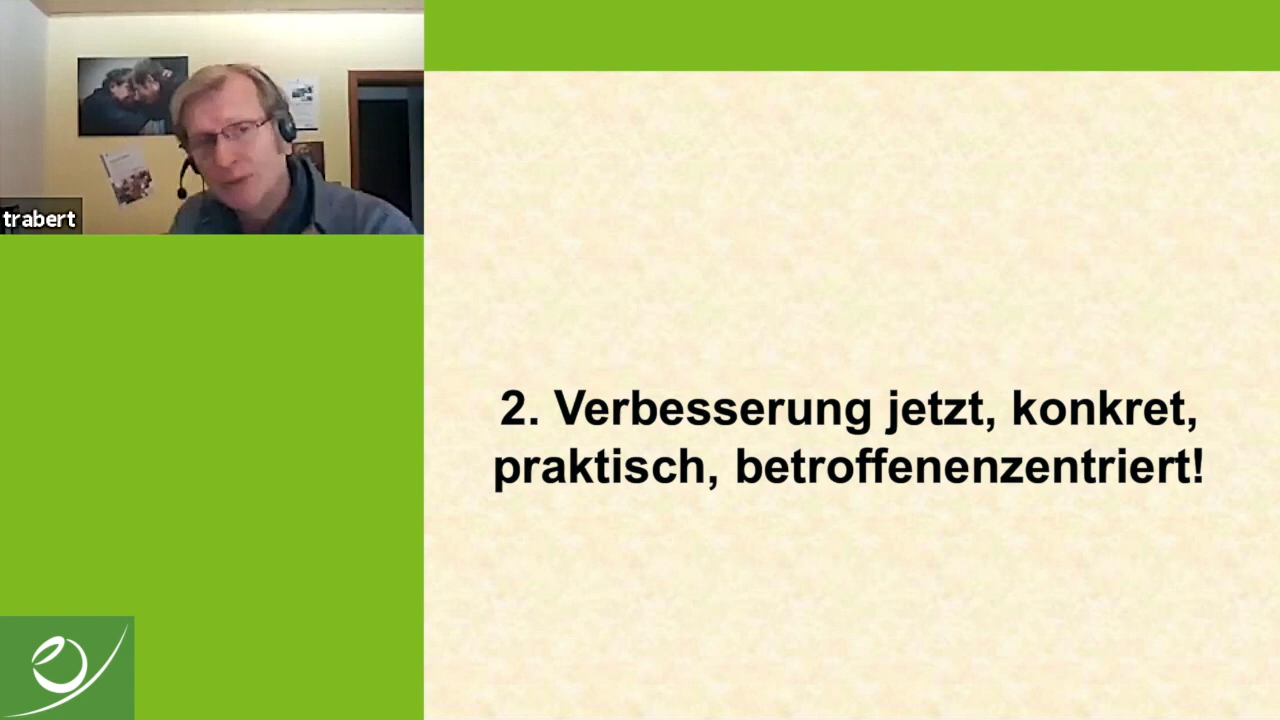 trabert
2. Verbesserung jetzt, konkret,
praktisch, betroffenenzentriert!